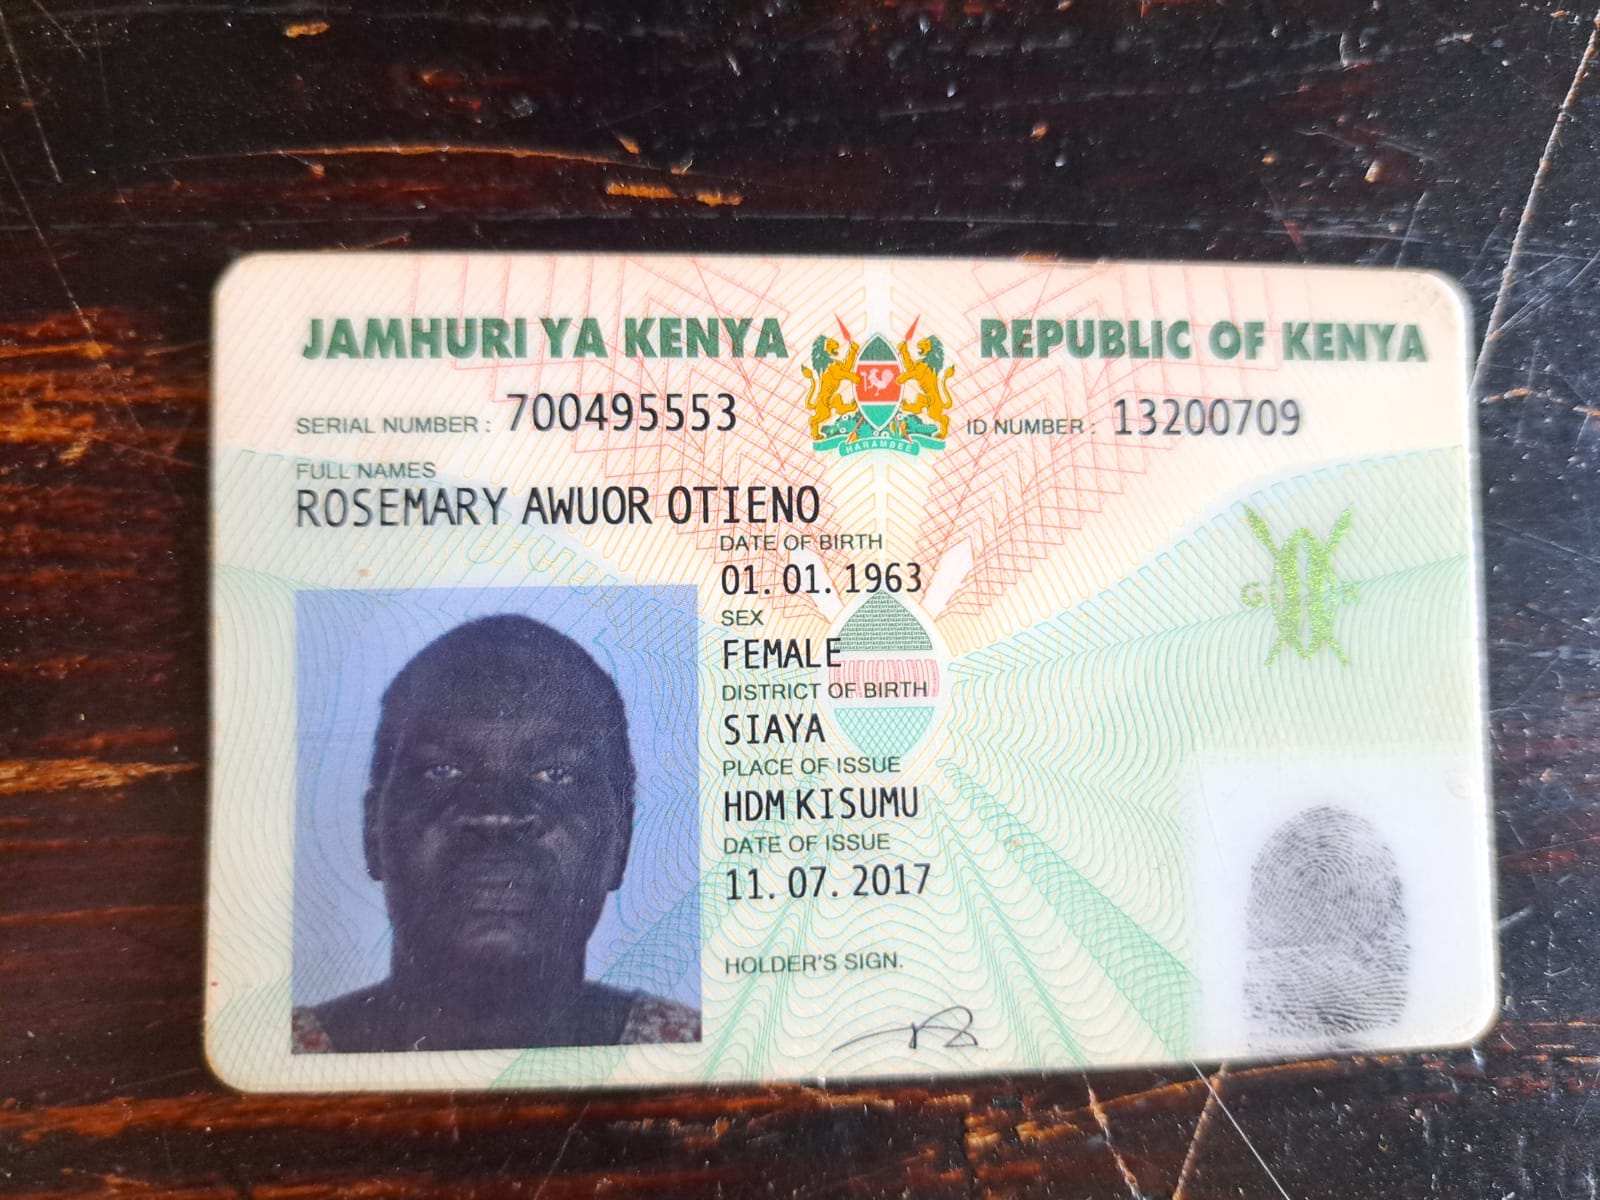 JAMHURI YA KENYA REPUBLIC OF KENYA
SERIAL NUMBER : 700495553 ID NUMBER : 13200709
HARAMBEE
FULL NAMES
ROSEMARY AWUOR OTIENO
DATE OF BIRTH
01. 01. 1963
SEX
FEMALE
DISTRICT OF BIRTH
SIAYA
PLACE OF ISSUE
HDM KISUMU
DATE OF ISSUE
11. 07. 2017
HOLDER'S SIGN.